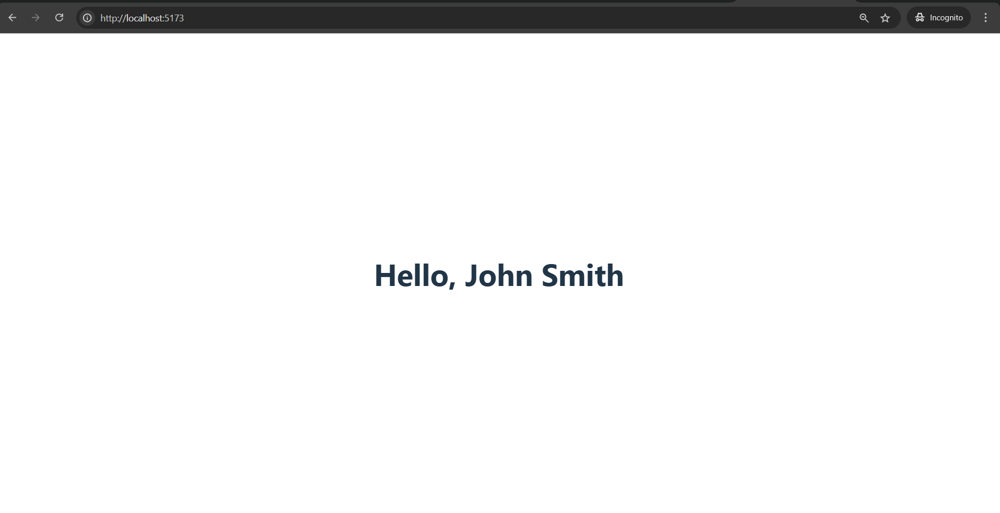 http://localhost:5173
Incognito
Hello, John Smith